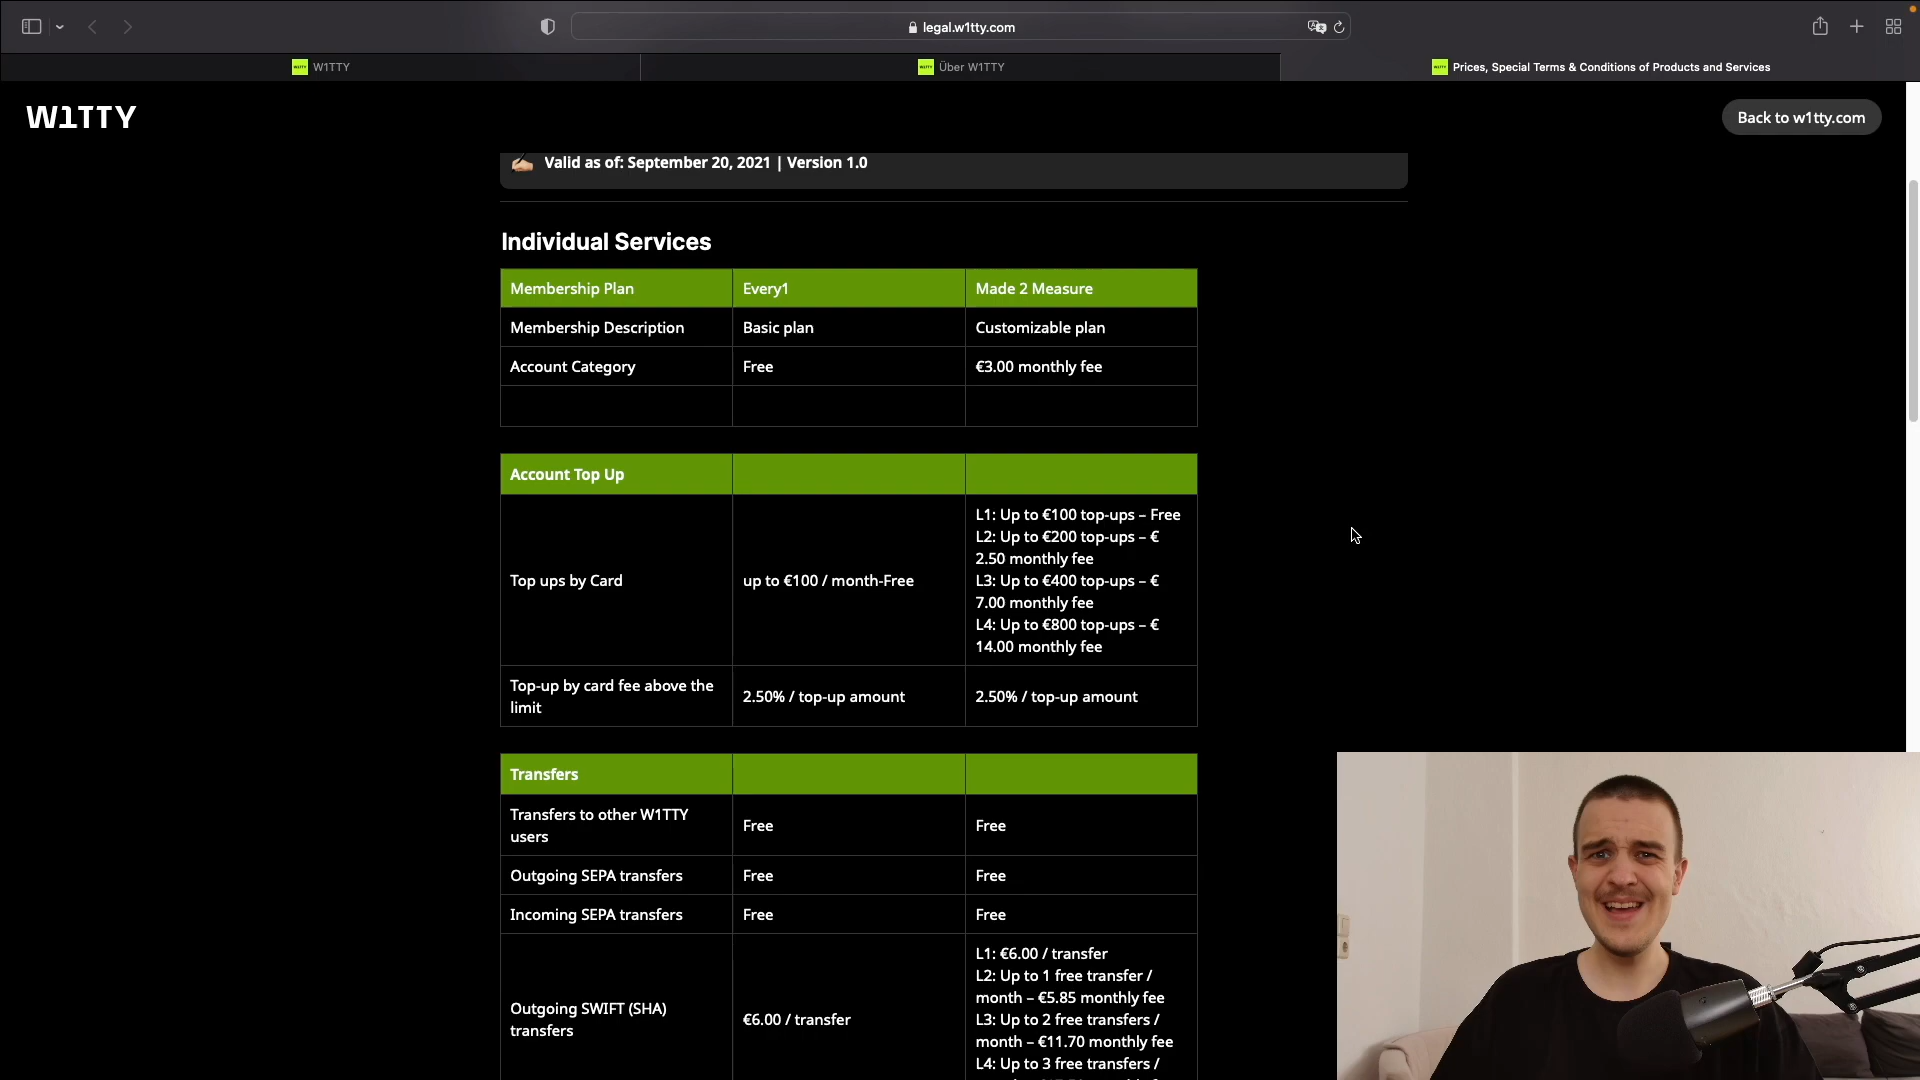 legal.w1tty.com
W1TTY
Über W1TTY
Prices, Special Terms & Conditions of Products and Services
W1TTY
Back to w1tty.com
Valid as of: September 20, 2021 | Version 1.0
Individual Services
Membership Plan
Every1
Made 2 Measure
Membership Description
Basic plan
Customizable plan
Account Category
Free
€3.00 monthly fee
Account Top Up
Top ups by Card
up to €100 / month-Free
L1: Up to €100 top-ups – Free
L2: Up to €200 top-ups – €
2.50 monthly fee
L3: Up to €400 top-ups – €
7.00 monthly fee
L4: Up to €800 top-ups – €
14.00 monthly fee
Top-up by card fee above the
limit
2.50% / top-up amount
2.50% / top-up amount
Transfers
Transfers to other W1TTY
users
Free
Free
Outgoing SEPA transfers
Free
Free
Incoming SEPA transfers
Free
Free
Outgoing SWIFT (SHA)
transfers
€6.00 / transfer
L1: €6.00 / transfer
L2: Up to 1 free transfer /
month – €5.85 monthly fee
L3: Up to 2 free transfers /
month – €11.70 monthly fee
L4: Up to 3 free transfers /